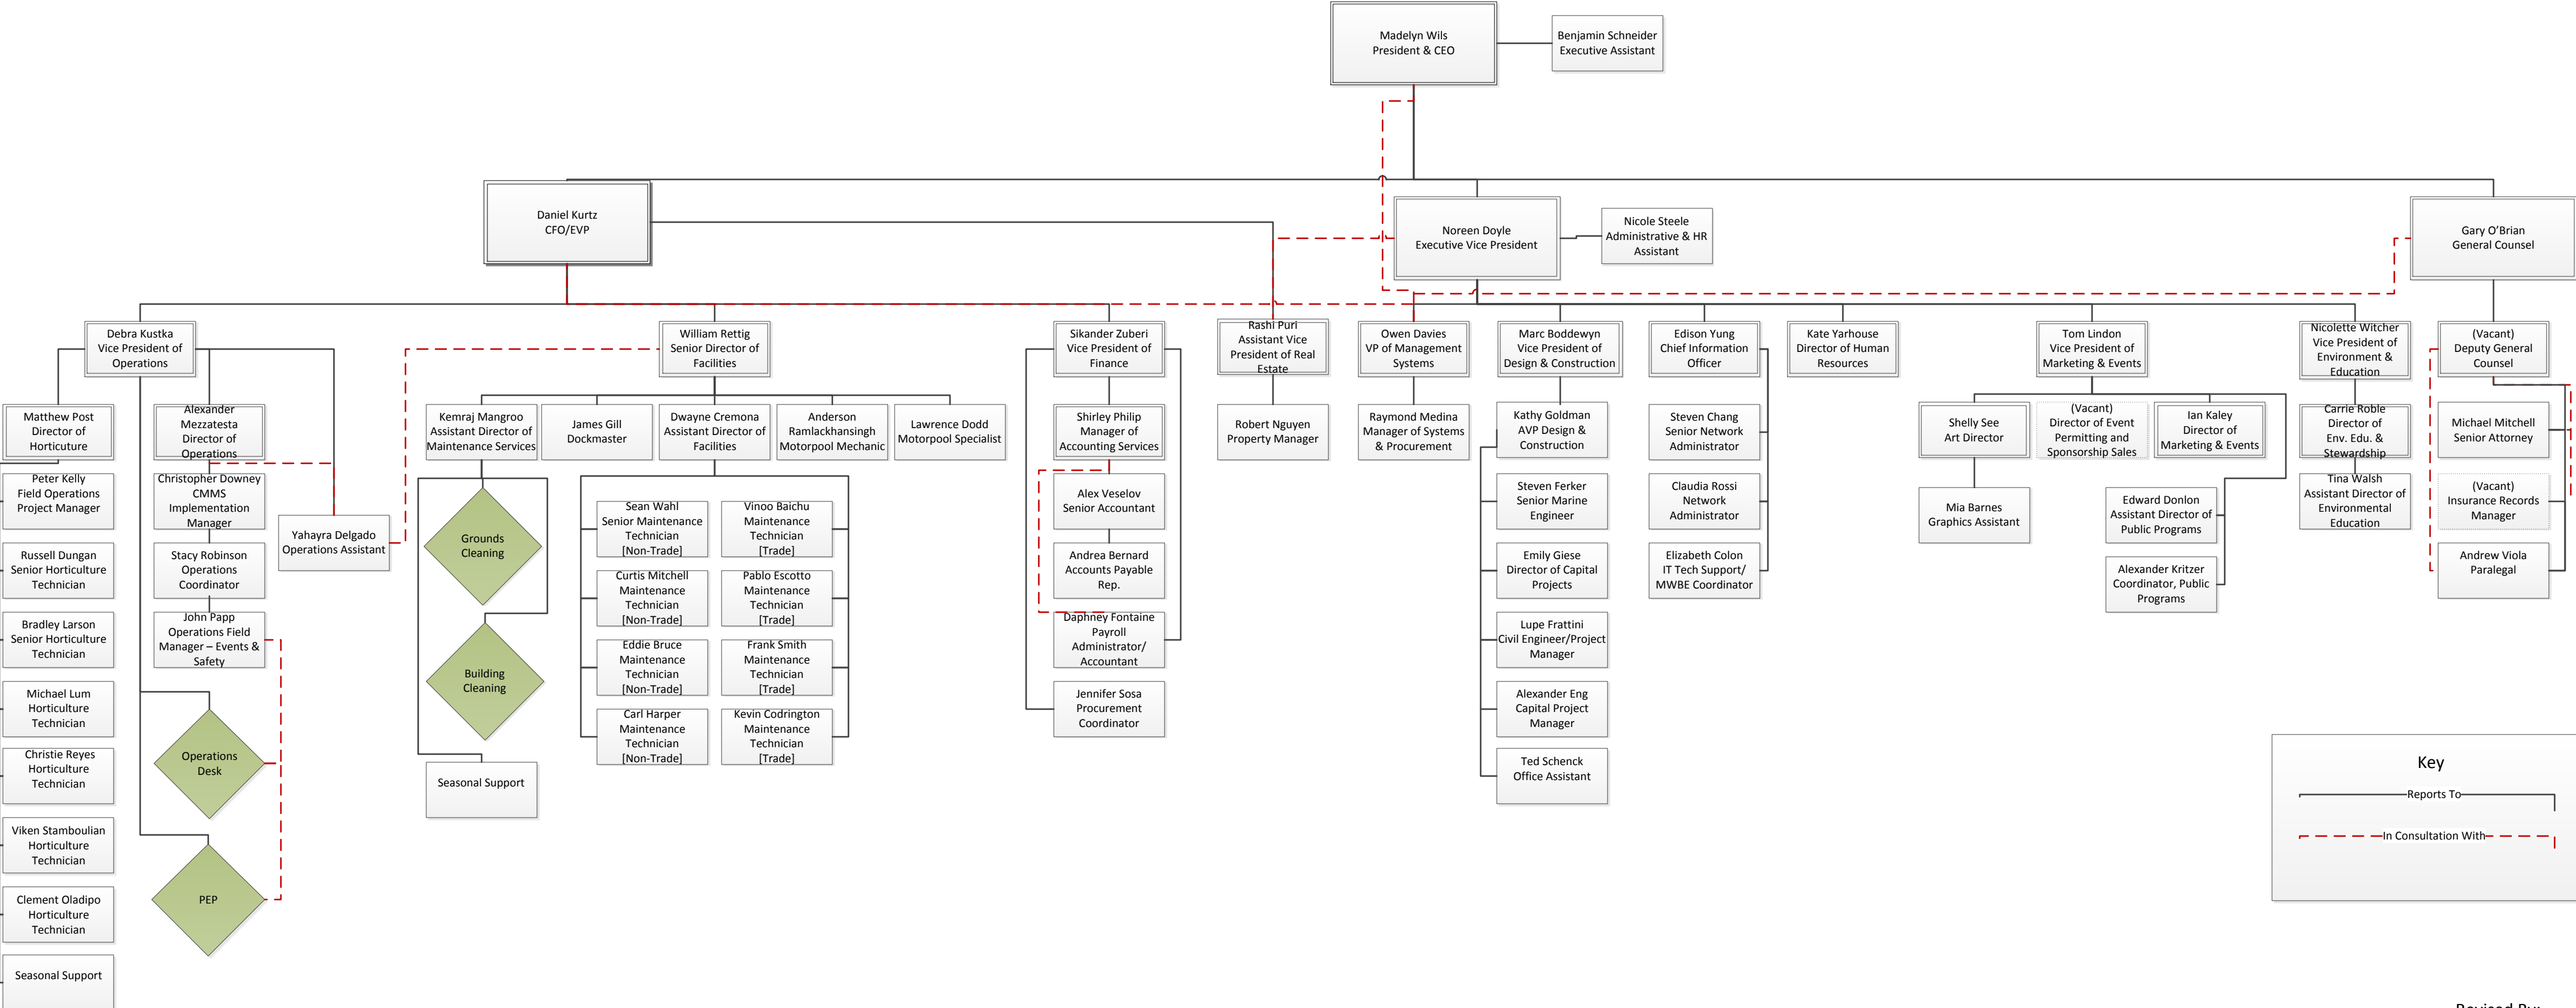 Madelyn Wils
President & CEO
Benjamin Schneider
Executive Assistant
Daniel Kurtz
CFO/EVP
Noreen Doyle
Executive Vice President
Nicole Steele
Administrative & HR
Assistant
Gary O'Brian
General Counsel
Debra Kustka
Vice President of
Operations
William Rettig
Senior Director of
Facilities
Sikander Zuberi
Vice President of
Finance
Rashi Puri
Assistant Vice
President of Real
Estate
Owen Davies
VP of Management
Systems
Marc Boddewyn
Vice President of
Design & Construction
Edison Yung
Chief Information
Officer
Kate Yarhouse
Director of Human
Resources
Tom Lindon
Vice President of
Marketing & Events
Nicolette Witcher
Vice President of
Environment &
Education
(Vacant)
Deputy General
Counsel
Matthew Post
Director of
Horticuture
Alexander
Mezzatesta
Director of
Operations
Kemraj Mangroo
Assistant Director of
Maintenance Services
James Gill
Dockmaster
Dwayne Cremona
Assistant Director of
Facilities
Anderson
Ramlackhansingh
Motorpool Mechanic
Lawrence Dodd
Motorpool Specialist
Shirley Philip
Manager of
Accounting Services
Robert Nguyen
Property Manager
Raymond Medina
Manager of Systems
& Procurement
Kathy Goldman
AVP Design &
Construction
Steven Chang
Senior Network
Administrator
Shelly See
Art Director
(Vacant)
Director of Event
Permitting and
Sponsorship Sales
Ian Kaley
Director of
Marketing & Events
Carrie Roble
Director of
Env. Edu. &
Stewardship
Michael Mitchell
Senior Attorney
Peter Kelly
Field Operations
Project Manager
Christopher Downey
CMMS
Implementation
Manager
Yahayra Delgado
Operations Assistant
Grounds
Cleaning
Sean Wahl
Senior Maintenance
Technician
[Non-Trade]
Vinoo Baichu
Maintenance
Technician
[Trade]
Alex Veselov
Senior Accountant
Steven Ferker
Senior Marine
Engineer
Claudia Rossi
Network
Administrator
Mia Barnes
Graphics Assistant
Edward Donlon
Assistant Director of
Public Programs
Tina Walsh
Assistant Director of
Environmental
Education
(Vacant)
Insurance Records
Manager
Russell Dungan
Senior Horticulture
Technician
Stacy Robinson
Operations
Coordinator
Curtis Mitchell
Maintenance
Technician
[Non-Trade]
Pablo Escotto
Maintenance
Technician
[Trade]
Andrea Bernard
Accounts Payable
Rep.
Emily Giese
Director of Capital
Projects
Elizabeth Colon
IT Tech Support/
MWBE Coordinator
Alexander Kritzer
Coordinator, Public
Programs
Andrew Viola
Paralegal
Bradley Larson
Senior Horticulture
Technician
John Papp
Operations Field
Manager – Events &
Safety
Building
Cleaning
Eddie Bruce
Maintenance
Technician
[Non-Trade]
Frank Smith
Maintenance
Technician
[Trade]
Daphney Fontaine
Payroll
Administrator/
Accountant
Lupe Frattini
Civil Engineer/Project
Manager
Michael Lum
Horticulture
Technician
Carl Harper
Maintenance
Technician
[Non-Trade]
Kevin Codrington
Maintenance
Technician
[Trade]
Jennifer Sosa
Procurement
Coordinator
Alexander Eng
Capital Project
Manager
Christie Reyes
Horticulture
Technician
Operations
Desk
Seasonal Support
Ted Schenck
Office Assistant
Key
Reports To
In Consultation With
Viken Stamboulian
Horticulture
Technician
Clement Oladipo
Horticulture
Technician
PEP
Seasonal Support